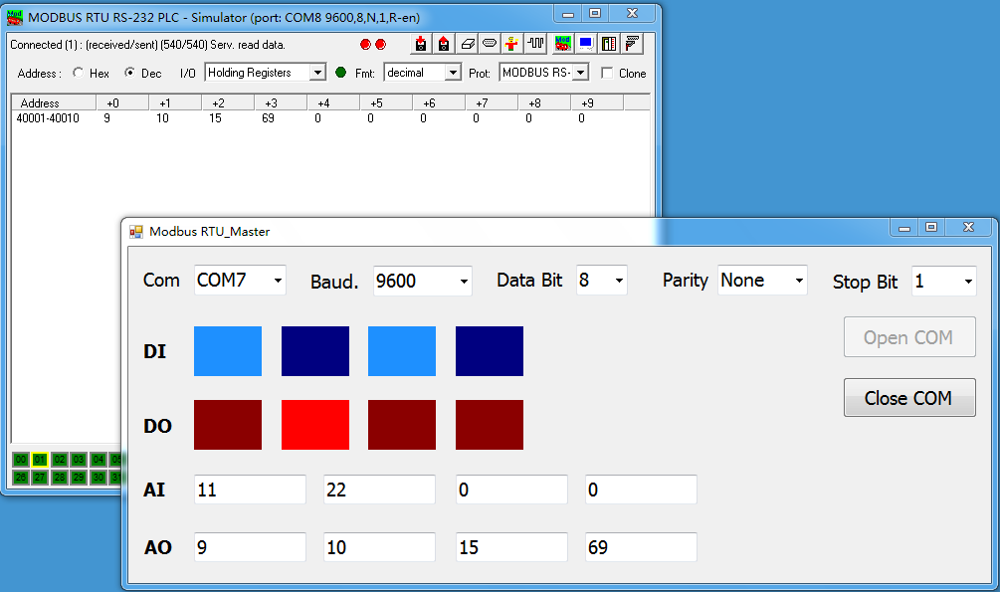 MODBUS RTU RS-232 PLC - Simulator (port: COM8 9600,8,N,1,R-en)
Connected (1) : (received/sent) (540/540) Serv. read data.
Address : Hex Dec I/O Holding Registers Fmt: decimal Prot: MODBUS RS- Clone
Address +0 +1 +2 +3 +4 +5 +6 +7 +8 +9
40001-40010 9 10 15 69 0 0 0 0 0 0
Modbus RTU_Master
Com COM7 Baud. 9600 Data Bit 8 Parity None Stop Bit 1
Open COM
DI
Close COM
DO
00 01 02 03 04 05
26 27 28 29 30 31
AI 11 22 0 0
AO 9 10 15 69